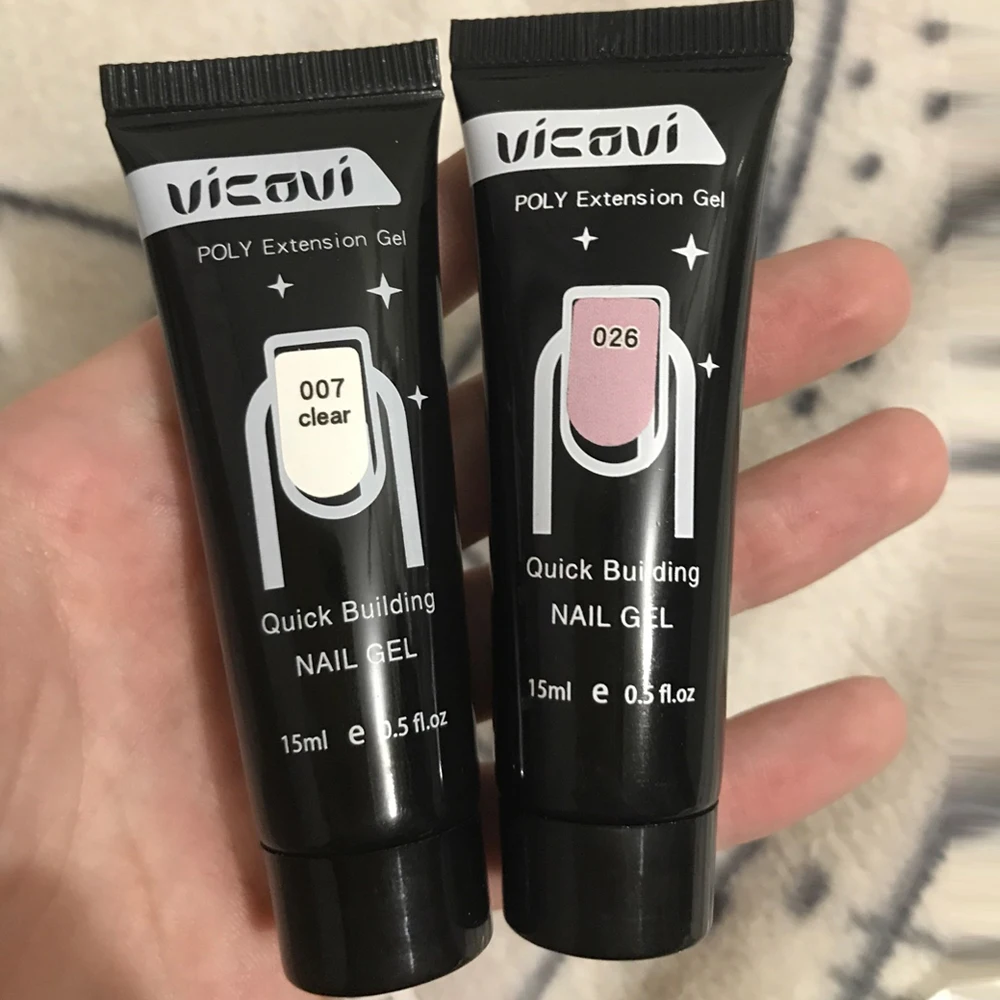 vicovi
POLY Extension Gel
007
clear
Quick Building
NAIL GEL
15ml e 0.5 fl.oz
vicovi
POLY Extension Gel
026
Quick Building
NAIL GEL
15ml e 0.5 fl.oz